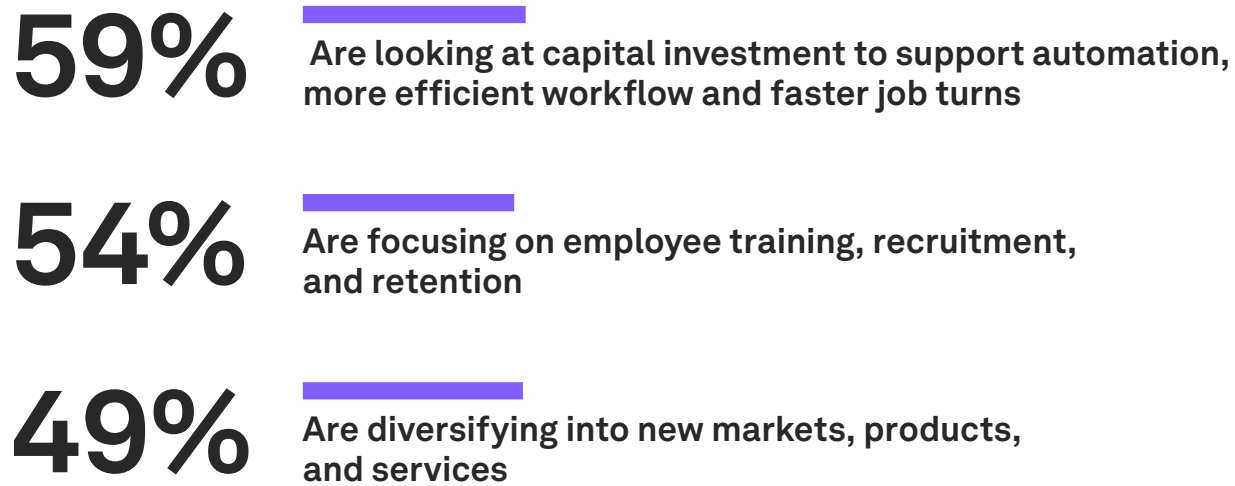 59%
Are looking at capital investment to support automation,
more efficient workflow and faster job turns
54%
Are focusing on employee training, recruitment,
and retention
49%
Are diversifying into new markets, products,
and services